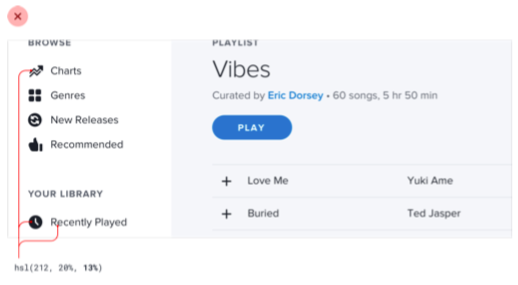 BROWSE
Charts
Genres
New Releases
Recommended
YOUR LIBRARY
Recently Played
PLAYLIST
Vibes
Curated by Eric Dorsey • 60 songs, 5 hr 50 min
PLAY
Love Me Yuki Ame
Buried Ted Jasper
hsl(212, 20%, 13%)